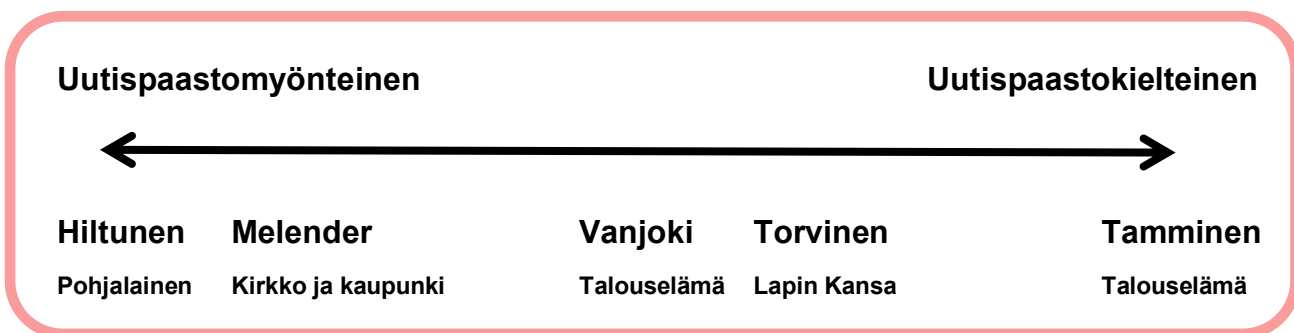 Uutispaastomyönteinen Uutispaastokielteinen
Hiltunen Melender Vanjoki Torvinen Tamminen
Pohjalainen Kirkko ja kaupunki Talouselämä Lapin Kansa Talouselämä